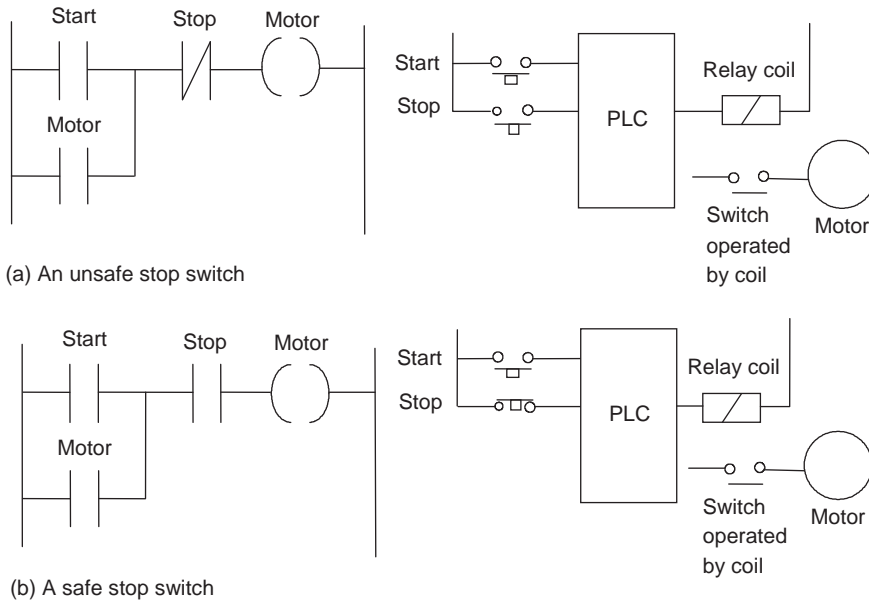 Start
Stop
Motor
Motor
Start
Stop
PLC
Relay coil
Switch
operated
by coil
Motor
(a) An unsafe stop switch
Start
Stop
Motor
Motor
Start
Stop
PLC
Relay coil
Switch
operated
by coil
Motor
(b) A safe stop switch